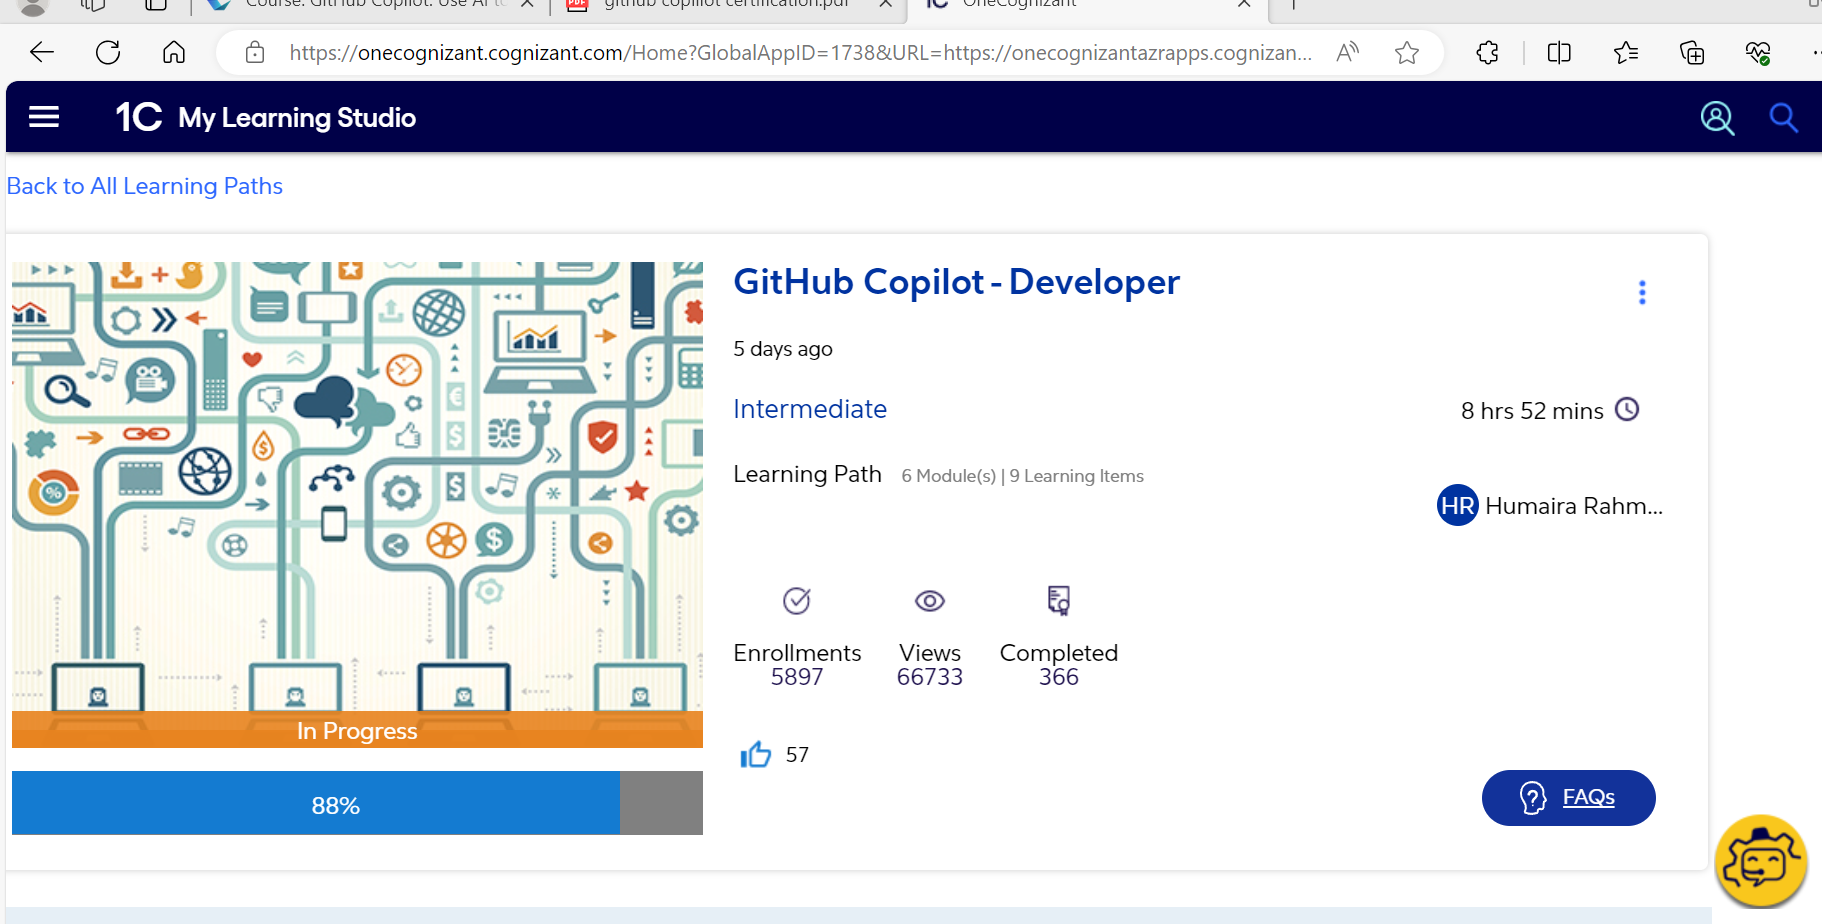 Course: GitHub Copilot: Use AI to
github copilot certification.pdf
OneCognizant
https://onecognizant.cognizant.com/Home?GlobalAppID=1738&URL=https://onecognizantazrapps.cognizan...
1C My Learning Studio
Back to All Learning Paths
GitHub Copilot - Developer
5 days ago
Intermediate
8 hrs 52 mins
Learning Path 6 Module(s) | 9 Learning Items
HR Humaira Rahm...
Enrollments Views Completed
5897 66733 366
In Progress
57
88%
FAQs